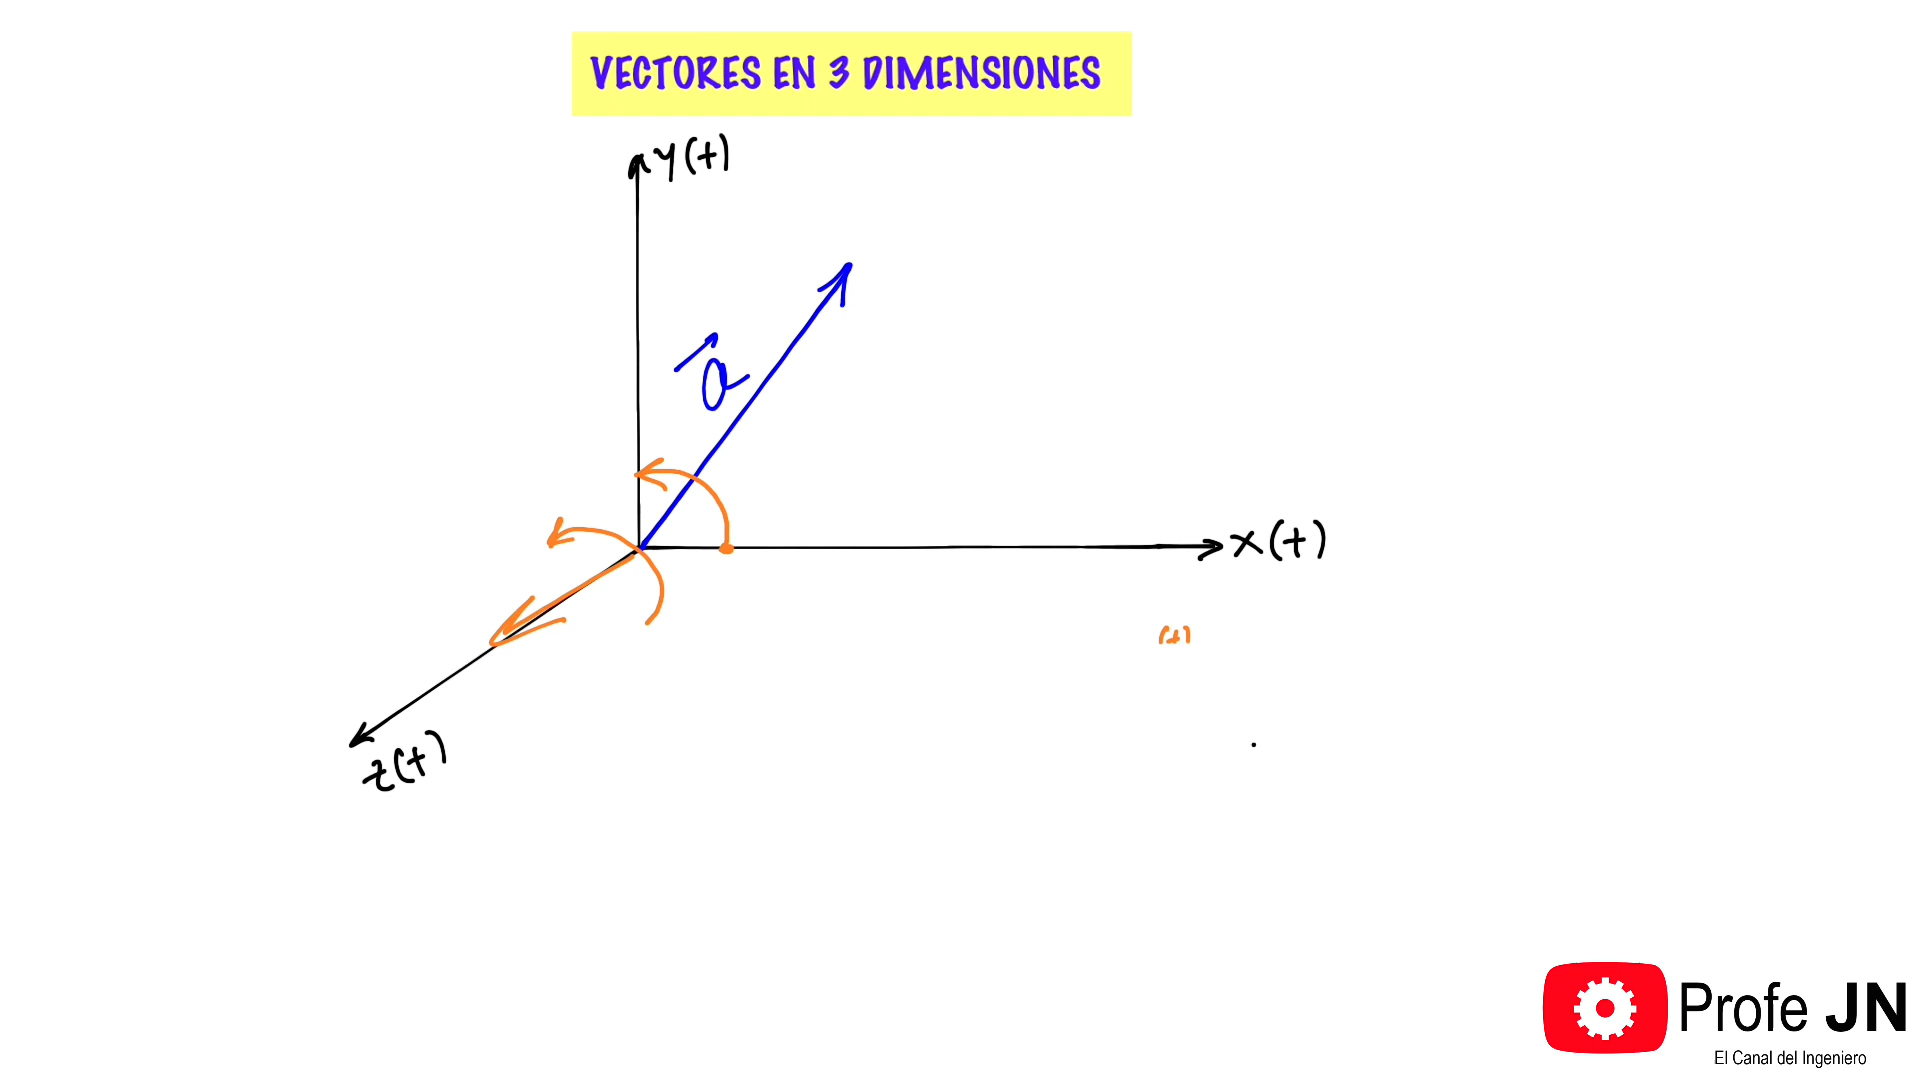 VECTORES EN 3 DIMENSIONES
y(+)
a
x(+)
(+)
z(+)
Profe JN
El Canal del Ingeniero